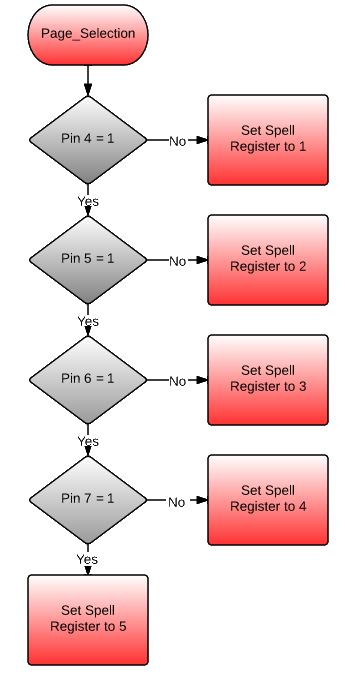 Page_Selection
Pin 4 = 1
No
Set Spell
Register to 1
Yes
Pin 5 = 1
No
Set Spell
Register to 2
Yes
Pin 6 = 1
No
Set Spell
Register to 3
Yes
Pin 7 = 1
No
Set Spell
Register to 4
Yes
Set Spell
Register to 5